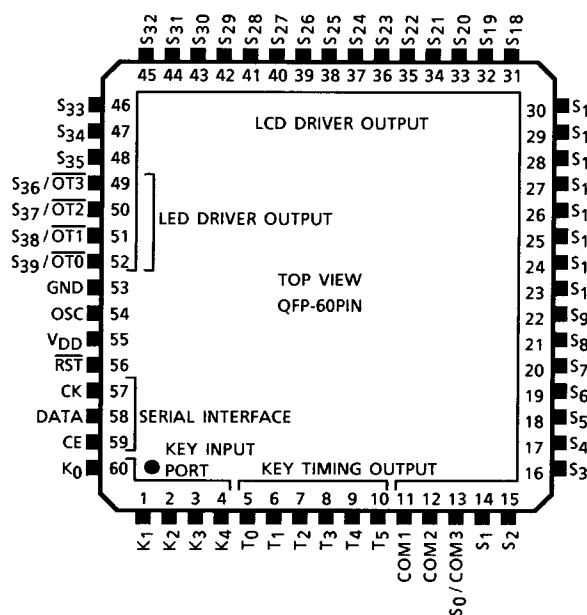 S32 S31 S30 S29 S28 S27 S26 S25 S24 S23 S22 S21 S20 S19 S18
45 44 43 42 41 40 39 38 37 36 35 34 33 32 31
S33 46 LCD DRIVER OUTPUT 30 S1
S34 47 29 S1
S35 48 28 S1
S36/OT3 49 27 S1
S37/OT2 50 LED DRIVER OUTPUT 26 S1
S38/OT1 51 25 S1
S39/OT0 52 24 S1
GND 53 TOP VIEW 23 S1
OSC 54 QFP-60PIN 22 S9
VDD 55 21 S8
RST 56 20 S7
CK 57 19 S6
DATA 58 SERIAL INTERFACE 18 S5
CE 59 17 S4
K0 60 KEY INPUT PORT KEY TIMING OUTPUT 16 S3
1 2 3 4 5 6 7 8 9 10 11 12 13 14 15
K1 K2 K3 K4 T0 T1 T2 T3 T4 T5 COM1 COM2 S0/COM3 S1 S2